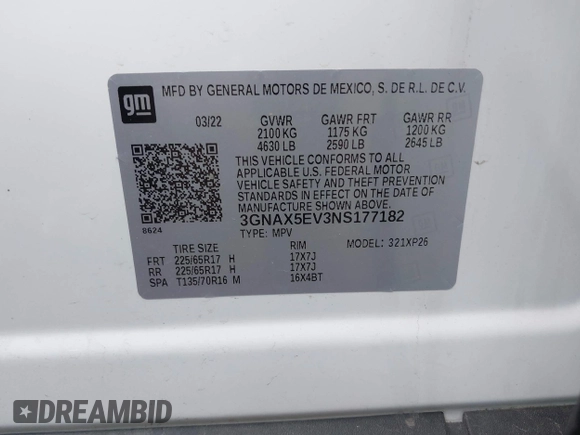 gm
MFD BY GENERAL MOTORS DE MEXICO, S. DE R.L. DE C.V.
03/22 GVWR GAWR FRT GAWR RR
2100 KG 1175 KG 1200 KG
4630 LB 2590 LB 2645 LB
THIS VEHICLE CONFORMS TO ALL
APPLICABLE U.S. FEDERAL MOTOR
VEHICLE SAFETY AND THEFT PREVENTION
STANDARDS IN EFFECT ON THE DATE OF
MANUFACTURE SHOWN ABOVE.
3GNAX5EV3NS177182
8624
TYPE: MPV
TIRE SIZE RIM MODEL: 321XP26
FRT 225/65R17 H 17X7J
RR 225/65R17 H 17X7J
SPA T135/70R16 M 16X4BT
DREAMBID